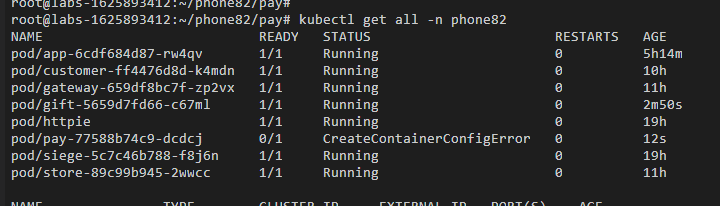 root@labs-1625893412:~/phone82/pay#
root@labs-1625893412:~/phone82/pay# kubectl get all -n phone82
NAME READY STATUS RESTARTS AGE
pod/app-6cdf684d87-rw4qv 1/1 Running 0 5h14m
pod/customer-ff4476d8d-k4mdn 1/1 Running 0 10h
pod/gateway-659df8bc7f-zp2vx 1/1 Running 0 11h
pod/gift-5659d7fd66-c67ml 1/1 Running 0 2m50s
pod/httpie 1/1 Running 0 19h
pod/pay-77588b74c9-dcdcj 0/1 CreateContainerConfigError 0 12s
pod/siege-5c7c46b788-f8j6n 1/1 Running 0 19h
pod/store-89c99b945-2wwcc 1/1 Running 0 11h
NAME TYPE CLUSTER-IP EXTERNAL-IP PORT(S) AGE